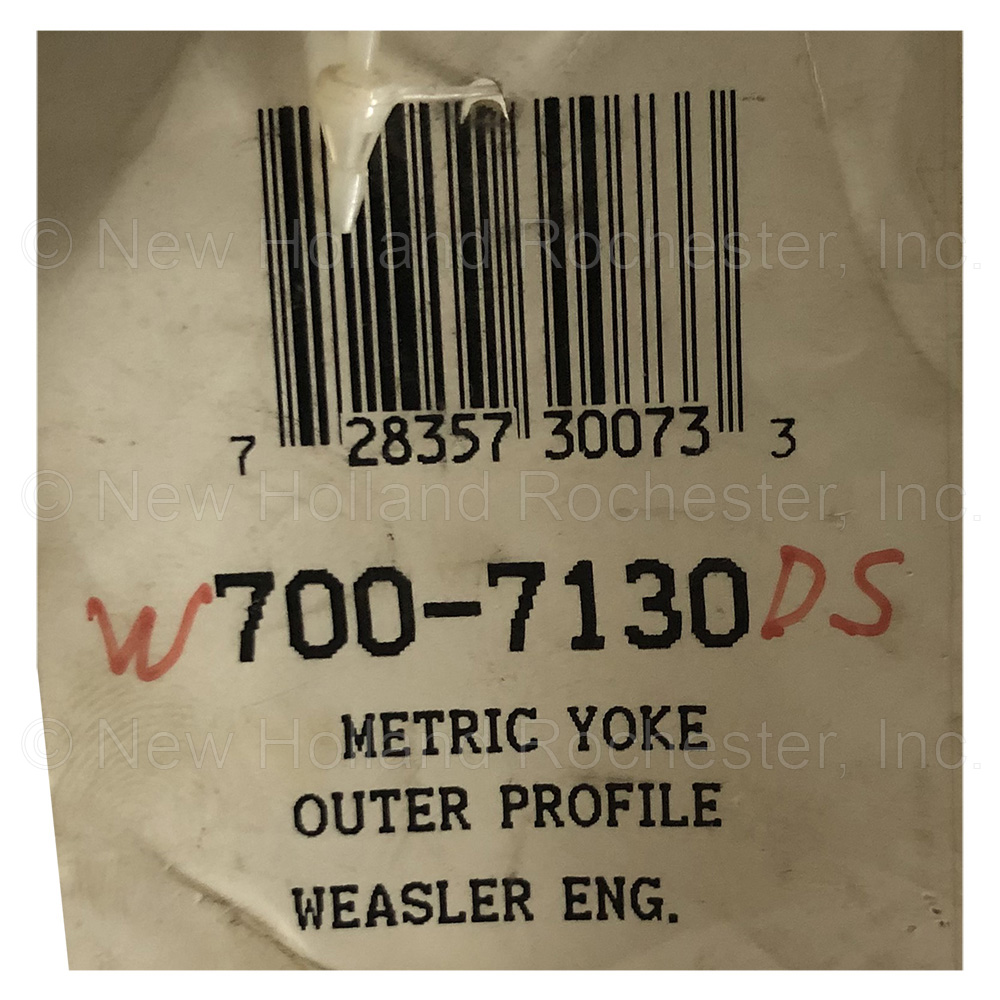 © New Holland Rochester, Inc.
7 28357 30073 3
© New Holland Rochester, Inc.
W700-7130DS
METRIC YOKE
© New Holland Rochester, Inc.
OUTER PROFILE
WEASLER ENG.